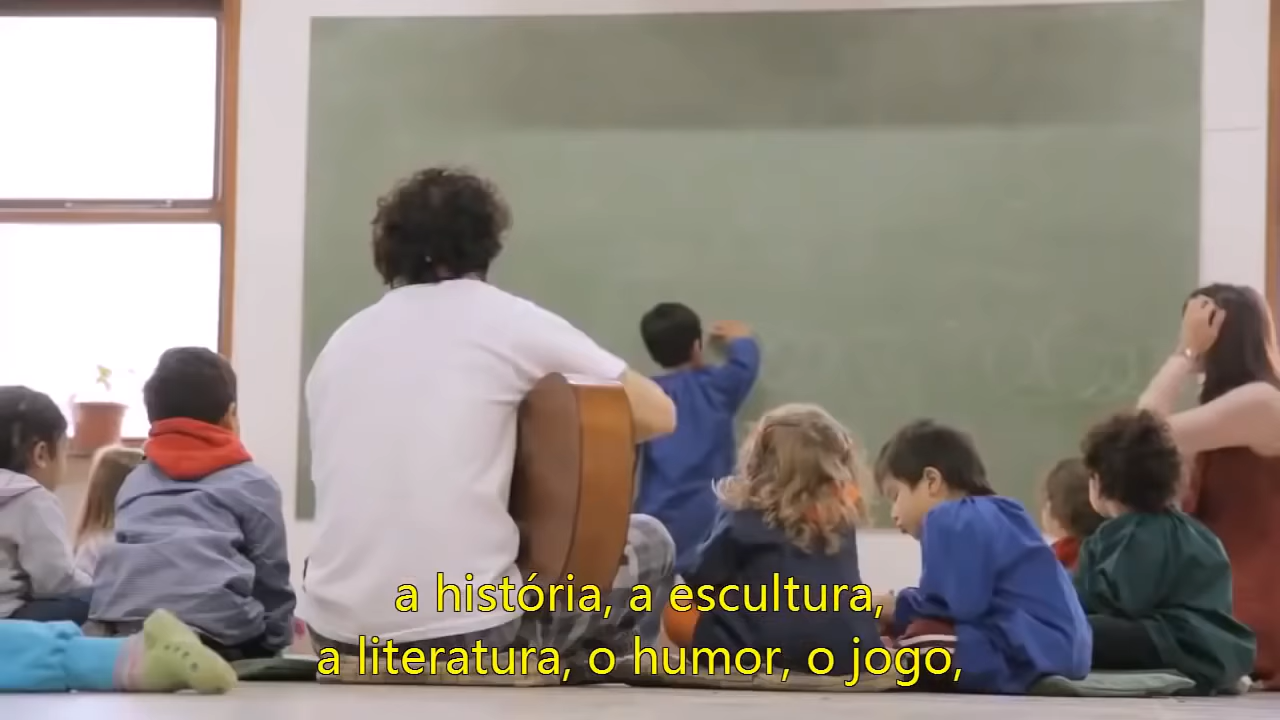 a história, a escultura,
a literatura, o humor, o jogo,